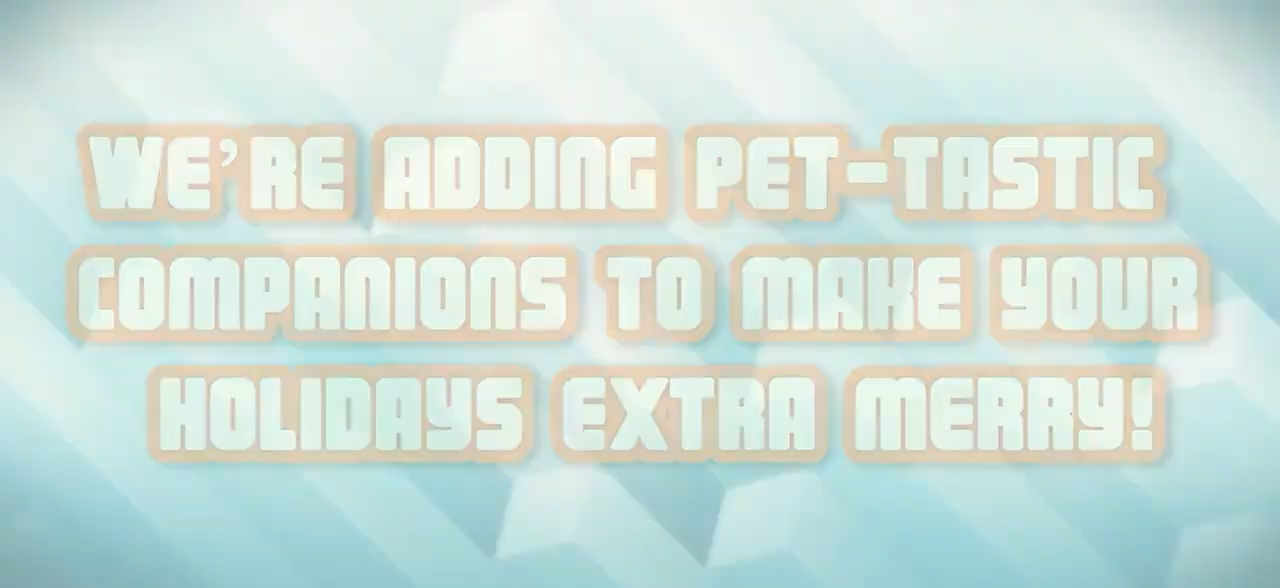 WE'RE ADDING PET-TASTIC
COMPANIONS TO MAKE YOUR
HOLIDAYS EXTRA MERRY!